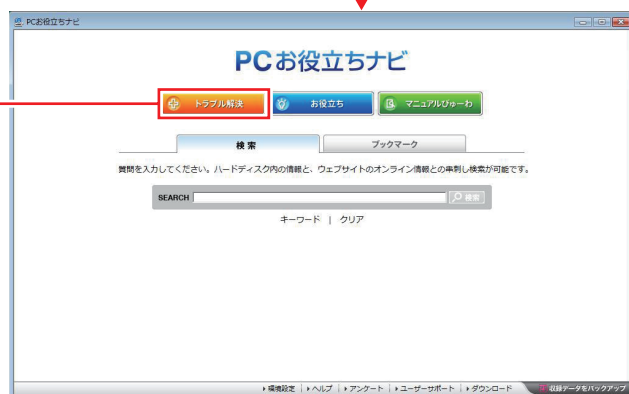 PCお役立ちナビ
PCお役立ちナビ
トラブル解決 お役立ち マニュアルびゅーわ
検索 ブックマーク
質問を入力してください。ハードディスク内の情報と、ウェブサイトのオンライン情報との串刺し検索が可能です。
SEARCH 検索
キーワード | クリア
環境設定 | ヘルプ | アンケート | ユーザーサポート | ダウンロード 収録データをバックアップ